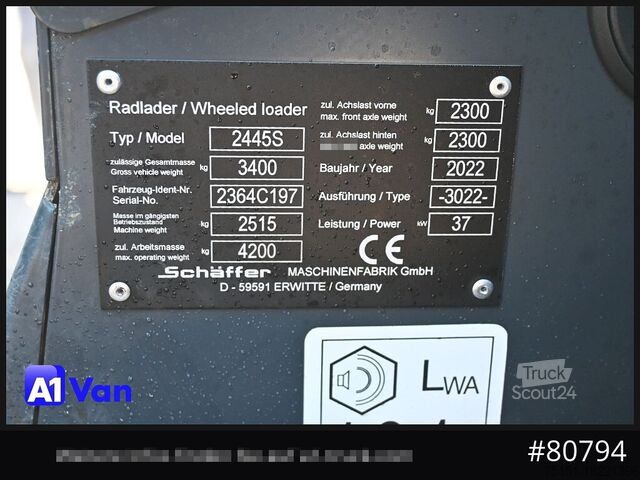 Radlader / Wheeled loader
Typ / Model 2445S
zulässige Gesamtmasse
Gross vehicle weight kg 3400
Fahrzeug-Ident-Nr.
Serial-No. 2364C197
Masse im gängigsten
Betriebszustand
Machine weight kg 2515
zul. Arbeitsmasse
max. operating weight kg 4200
zul. Achslast vorne
max. front axle weight kg 2300
zul. Achslast hinten
axle weight kg 2300
Baujahr / Year 2022
Ausführung / Type -3022-
Leistung / Power kW 37
CE
Schäffer MASCHINENFABRIK GmbH
D - 59591 ERWITTE / Germany
LWA
A1 Van
Truck
Scout24
#80794